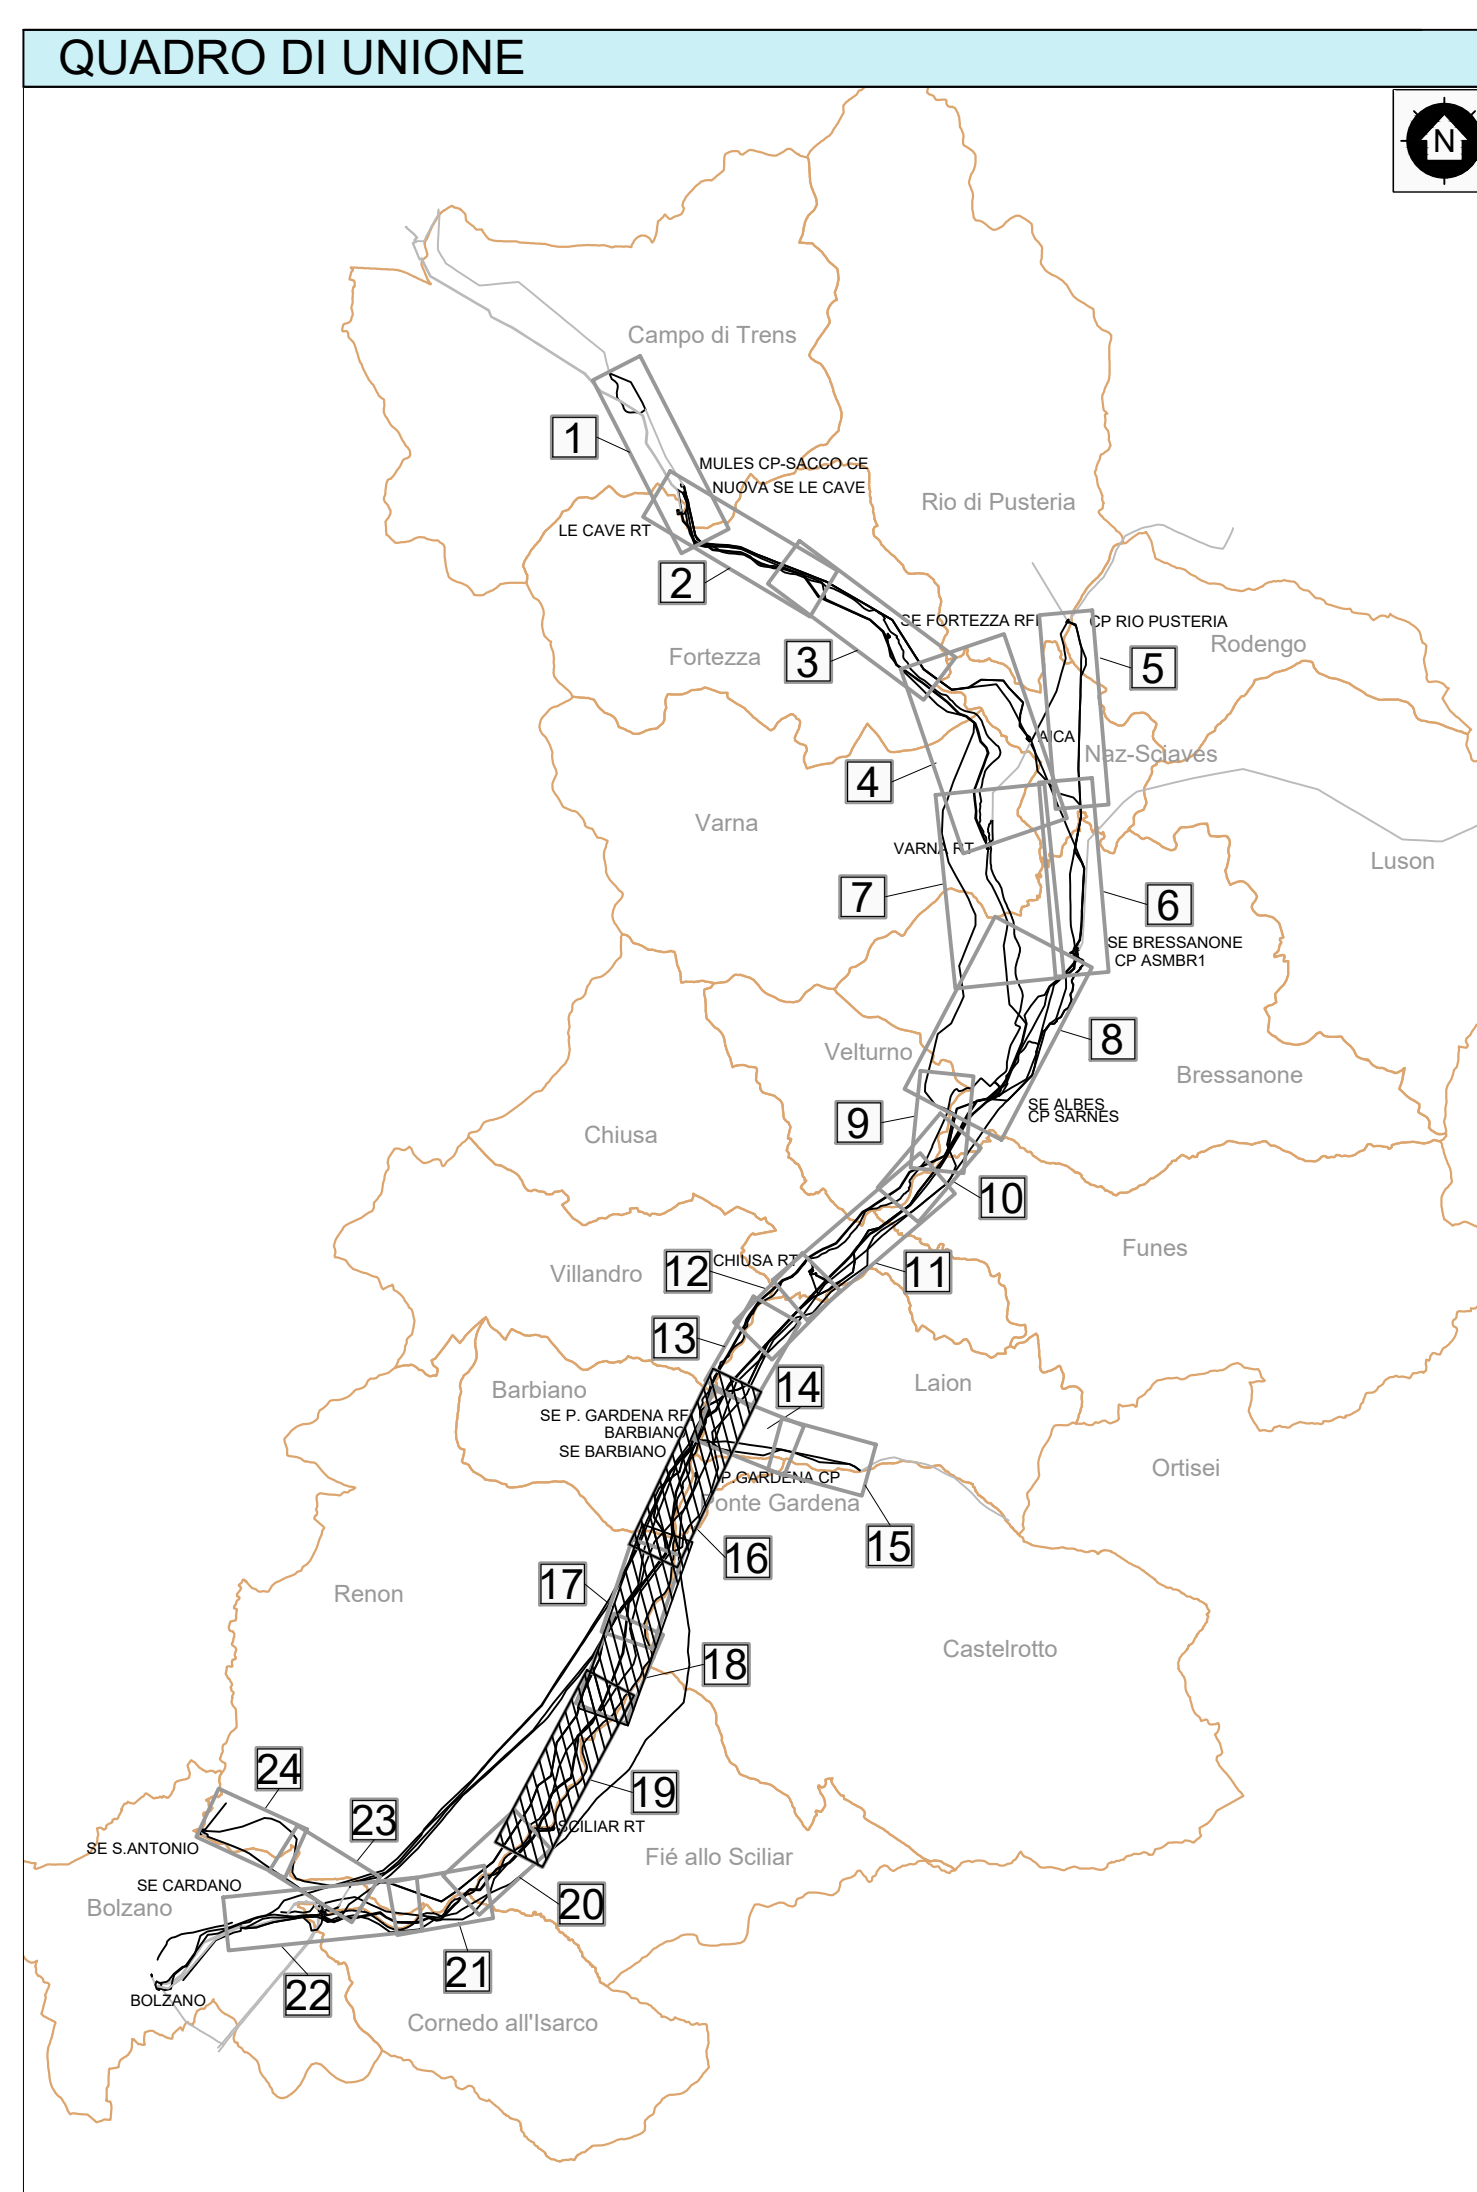 QUADRO DI UNIONE
N
Campo di Trens
1
MULES CP-SACCO CE
NUOVA SE LE CAVE
Rio di Pusteria
LE CAVE RT
2
SE FORTEZZA RFI
CP RIO PUSTERIA
Rodengo
Fortezza
3
5
AICA
Naz-Sciaves
4
Varna
VARNA RT
Luson
7
6
SE BRESSANONE
CP ASMBR1
Velturno
8
Bressanone
SE ALBES
CP SARNES
9
Chiusa
10
Funes
CHIUSA RT
12
Villandro
11
13
Barbiano
14
Laion
SE P. GARDENA RF
BARBIANO
SE BARBIANO
Ortisei
P.GARDENA CP
Ponte Gardena
15
16
17
Renon
Castelrotto
18
24
19
23
SCILIAR RT
SE S.ANTONIO
Fié allo Sciliar
SE CARDANO
Bolzano
20
21
22
BOLZANO
Cornedo all'Isarco